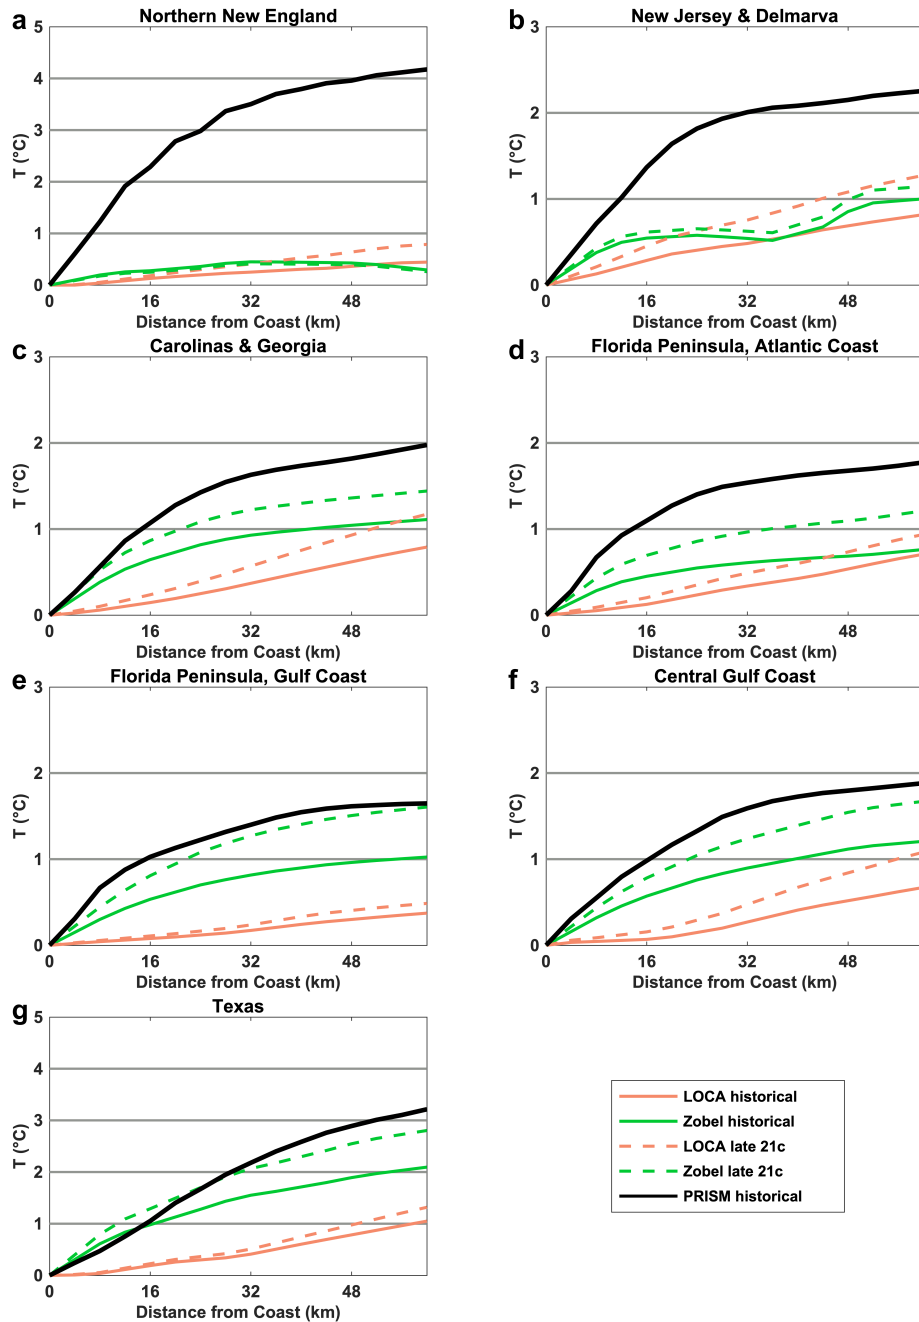 a
Northern New England
5
4
3
2
1
0
T (°C)
0 16 32 48
Distance from Coast (km)
b
New Jersey & Delmarva
3
2
1
0
T (°C)
0 16 32 48
Distance from Coast (km)
c
Carolinas & Georgia
3
2
1
0
T (°C)
0 16 32 48
Distance from Coast (km)
d
Florida Peninsula, Atlantic Coast
3
2
1
0
T (°C)
0 16 32 48
Distance from Coast (km)
e
Florida Peninsula, Gulf Coast
3
2
1
0
T (°C)
0 16 32 48
Distance from Coast (km)
f
Central Gulf Coast
3
2
1
0
T (°C)
0 16 32 48
Distance from Coast (km)
g
Texas
5
4
3
2
1
0
T (°C)
0 16 32 48
Distance from Coast (km)
LOCA historical
Zobel historical
LOCA late 21c
Zobel late 21c
PRISM historical